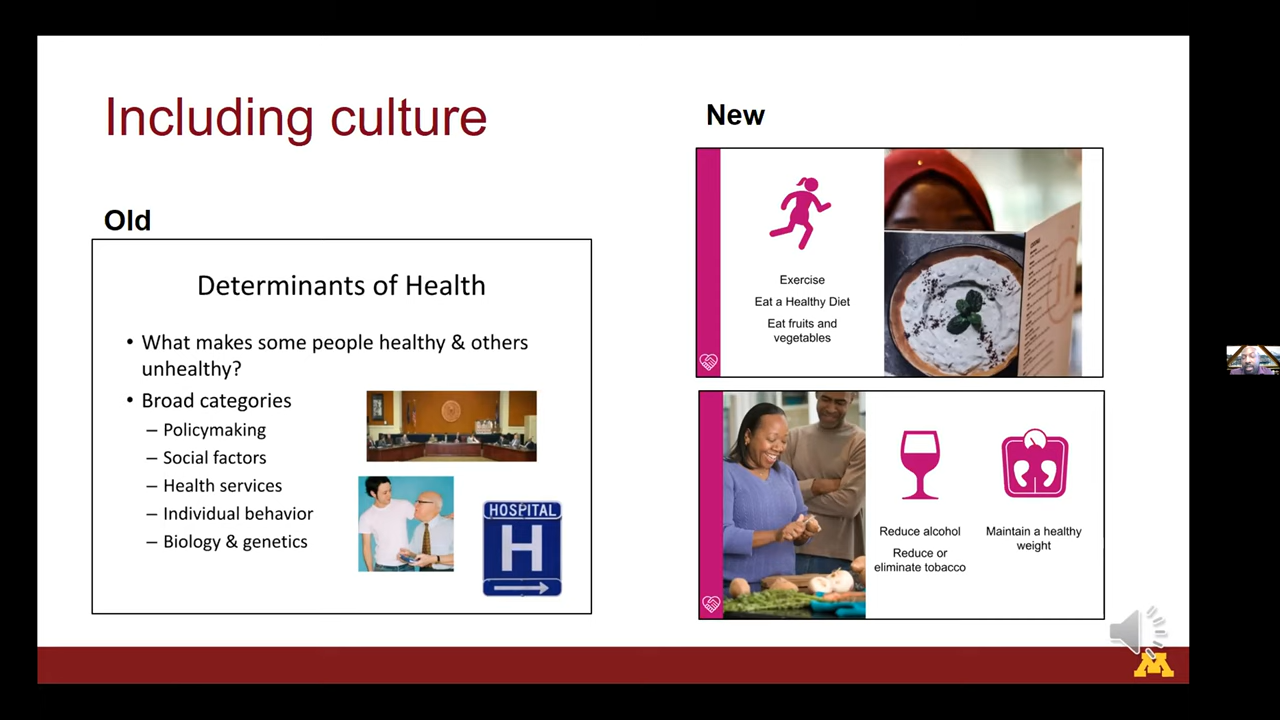 Including culture
Old
Determinants of Health
• What makes some people healthy & others
unhealthy?
• Broad categories
– Policymaking
– Social factors
– Health services
– Individual behavior
– Biology & genetics
HOSPITAL
H
New
Exercise
Eat a Healthy Diet
Eat fruits and
vegetables
Reduce alcohol
Reduce or
eliminate tobacco
Maintain a healthy
weight
M